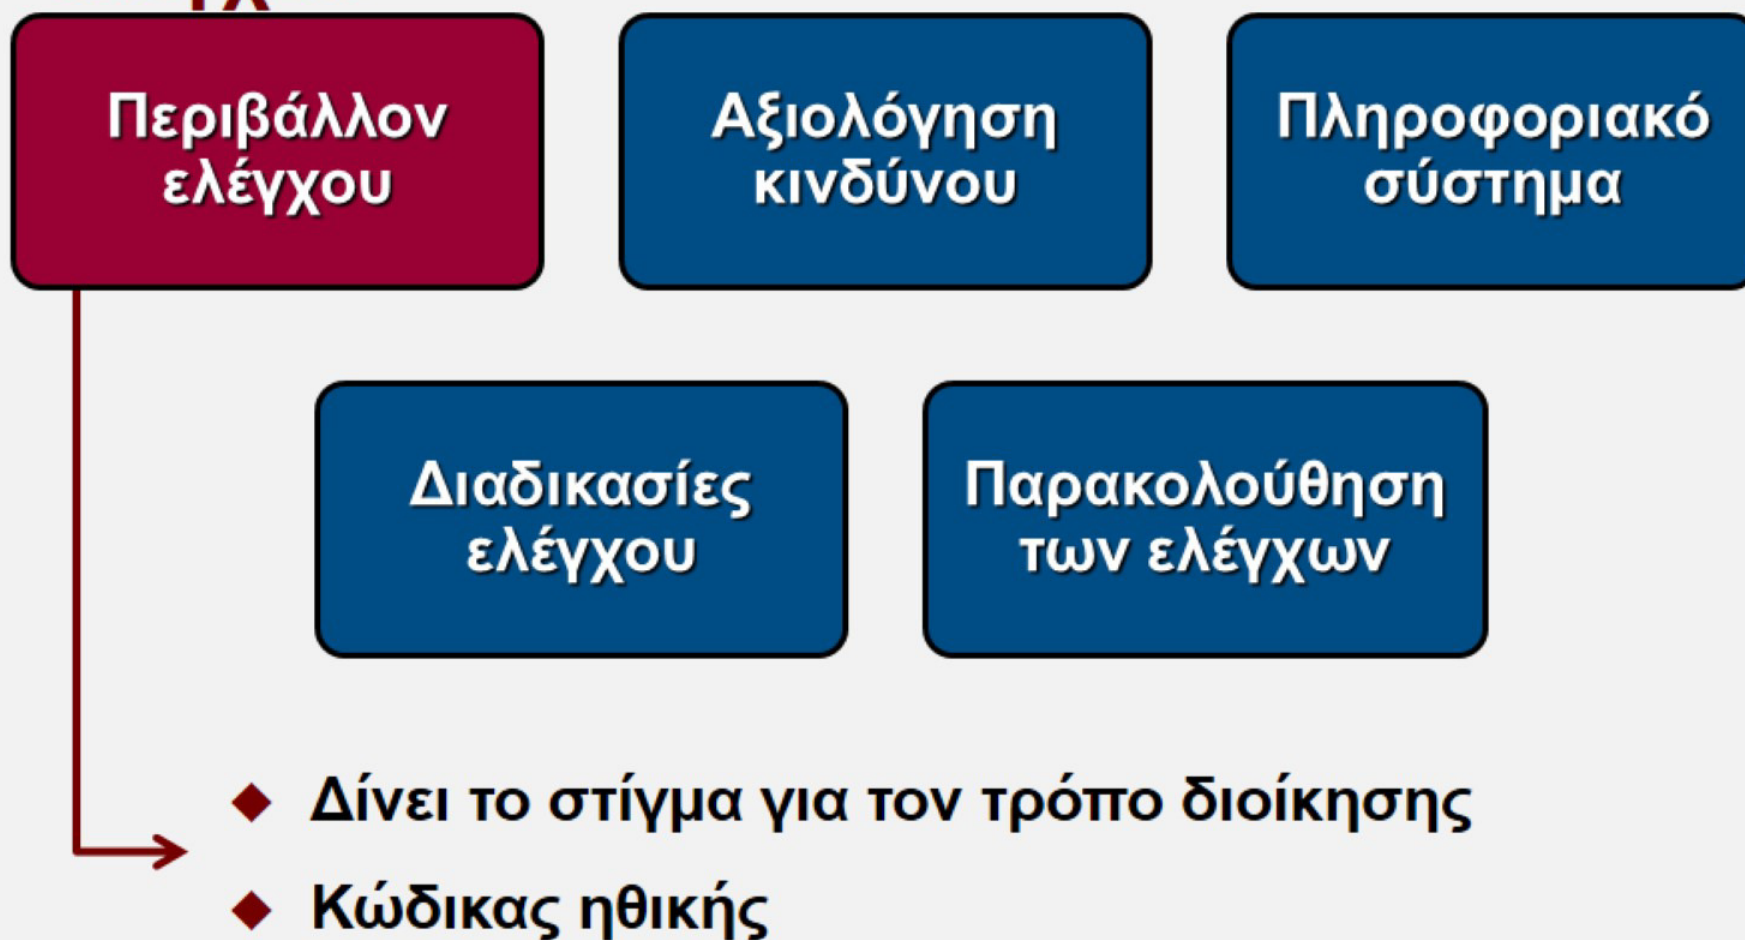 Περιβάλλον
ελέγχου
Αξιολόγηση
κινδύνου
Πληροφοριακό
σύστημα
Διαδικασίες
ελέγχου
Παρακολούθηση
των ελέγχων
Δίνει το στίγμα για τον τρόπο διοίκησης
Κώδικας ηθικής